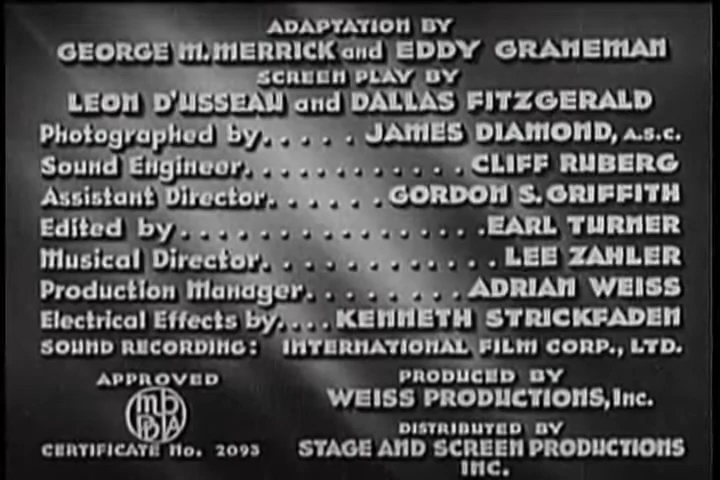 ADAPTATION BY
GEORGE M. MERRICK and EDDY GRANEMAN
SCREEN PLAY BY
LEON D'USSEAU and DALLAS FITZGERALD
Photographed by. . . . . JAMES DIAMOND, A.S.C.
Sound Engineer. . . . . . . . . . . . CLIFF RUBERG
Assistant Director. . . . . . GORDON S. GRIFFITH
Edited by . . . . . . . . . . . . . . . . EARL TURNER
Musical Director. . . . . . . . . . . . LEE ZAHLER
Production Manager. . . . . . . . ADRIAN WEISS
Electrical Effects by. . . . KENNETH STRICKFADEN
SOUND RECORDING: INTERNATIONAL FILM CORP., LTD.
APPROVED
MPPDA
CERTIFICATE No. 2093
PRODUCED BY
WEISS PRODUCTIONS, Inc.
DISTRIBUTED BY
STAGE AND SCREEN PRODUCTIONS
INC.